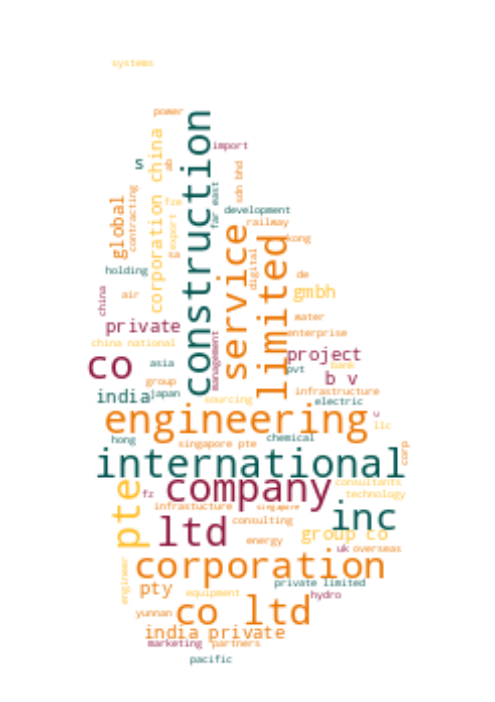 systems
power
construction
import
corporation china
s
ab
sdn bhd
far east
contracting
global
fze
export
development
railway
service
limited
kong
digital
holding
de
china
air
gmbh
water
private
enterprise
management
china national
project
co
asia
pvt
bank
group
b v
india
japan
sourcing
infrastructure
electric
engineering
u
llc
hong
chemical
singapore pte
corp
international
pte
company
consultants
fz
technology
infrastucture
singapore
inc
ltd
consulting
group co
energy
uk
overseas
corporation
engineer
private limited
pty
equipment
hydro
yunnan
co ltd
india private
marketing
partners
pacific